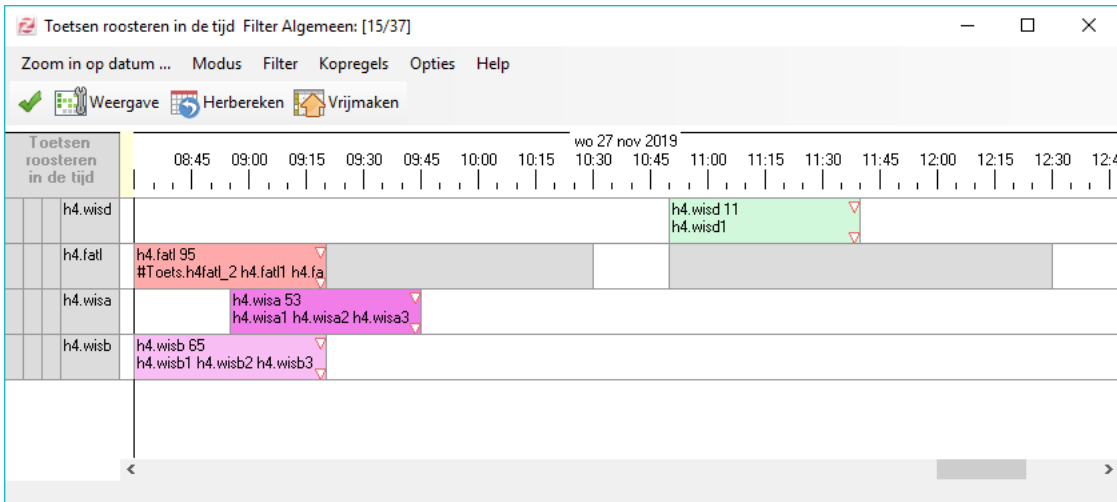 Toetsen roosteren in de tijd Filter Algemeen: [15/37]
Zoom in op datum ... Modus Filter Kopregels Opties Help
Weergave Herbereken Vrijmaken
Toetsen
roosteren
in de tijd
wo 27 nov 2019
08:45 09:00 09:15 09:30 09:45 10:00 10:15 10:30 10:45 11:00 11:15 11:30 11:45 12:00 12:15 12:30 12:4
h4.wisd
h4.wisd 11
h4.wisd1
h4.fatl
h4.fatl 95
#Toets.h4fatl_2 h4.fatl1 h4.fa
h4.wisa
h4.wisa 53
h4.wisa1 h4.wisa2 h4.wisa3
h4.wisb
h4.wisb 65
h4.wisb1 h4.wisb2 h4.wisb3